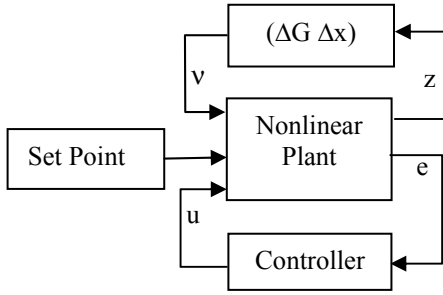 (ΔG Δx)
ν
z
Nonlinear
Plant
Set Point
e
u
Controller